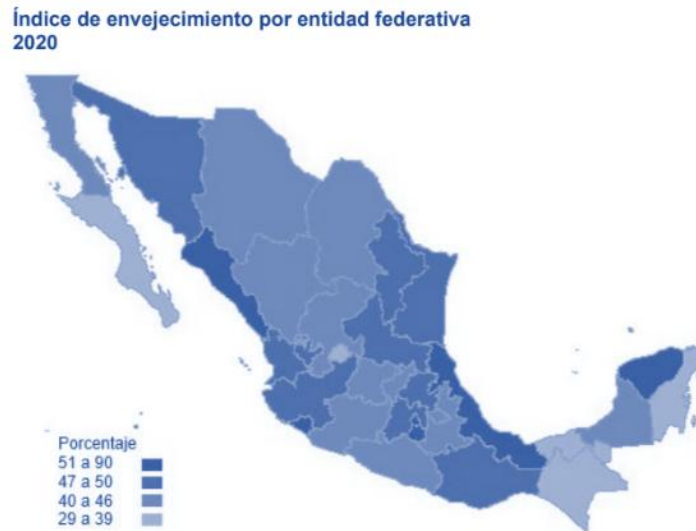 Índice de envejecimiento por entidad federativa
2020
Porcentaje
51 a 90
47 a 50
40 a 46
29 a 39